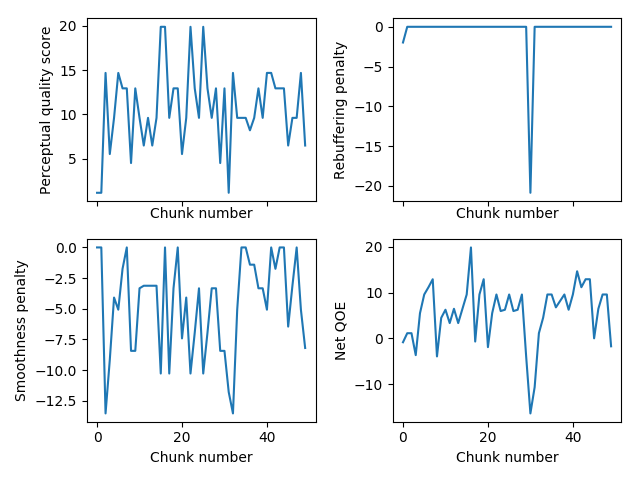 Perceptual quality score
20
15
10
5
Chunk number
Rebuffering penalty
0
−5
−10
−15
−20
Chunk number
Smoothness penalty
0.0
−2.5
−5.0
−7.5
−10.0
−12.5
0 20 40
Chunk number
Net QOE
20
10
0
−10
0 20 40
Chunk number